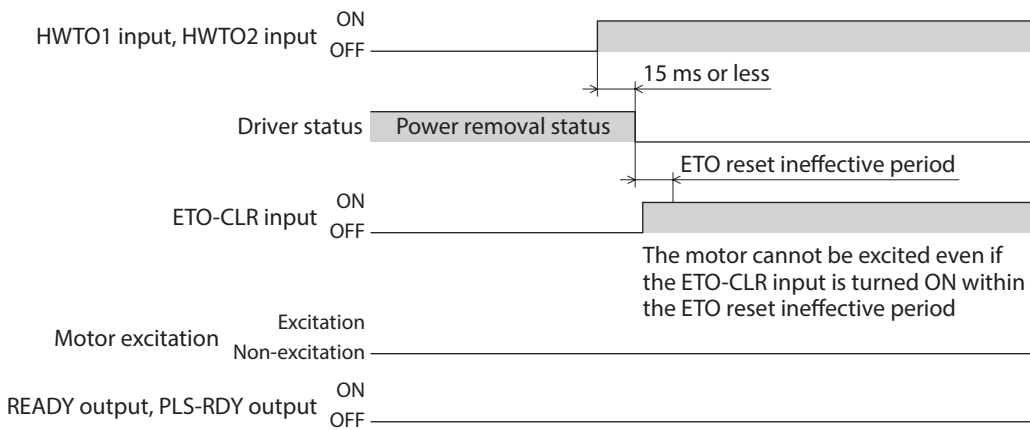 HWTO1 input, HWTO2 input
ON
OFF
15 ms or less
Driver status
Power removal status
ETO reset ineffective period
ETO-CLR input
ON
OFF
The motor cannot be excited even if
the ETO-CLR input is turned ON within
the ETO reset ineffective period
Motor excitation
Excitation
Non-excitation
READY output, PLS-RDY output
ON
OFF